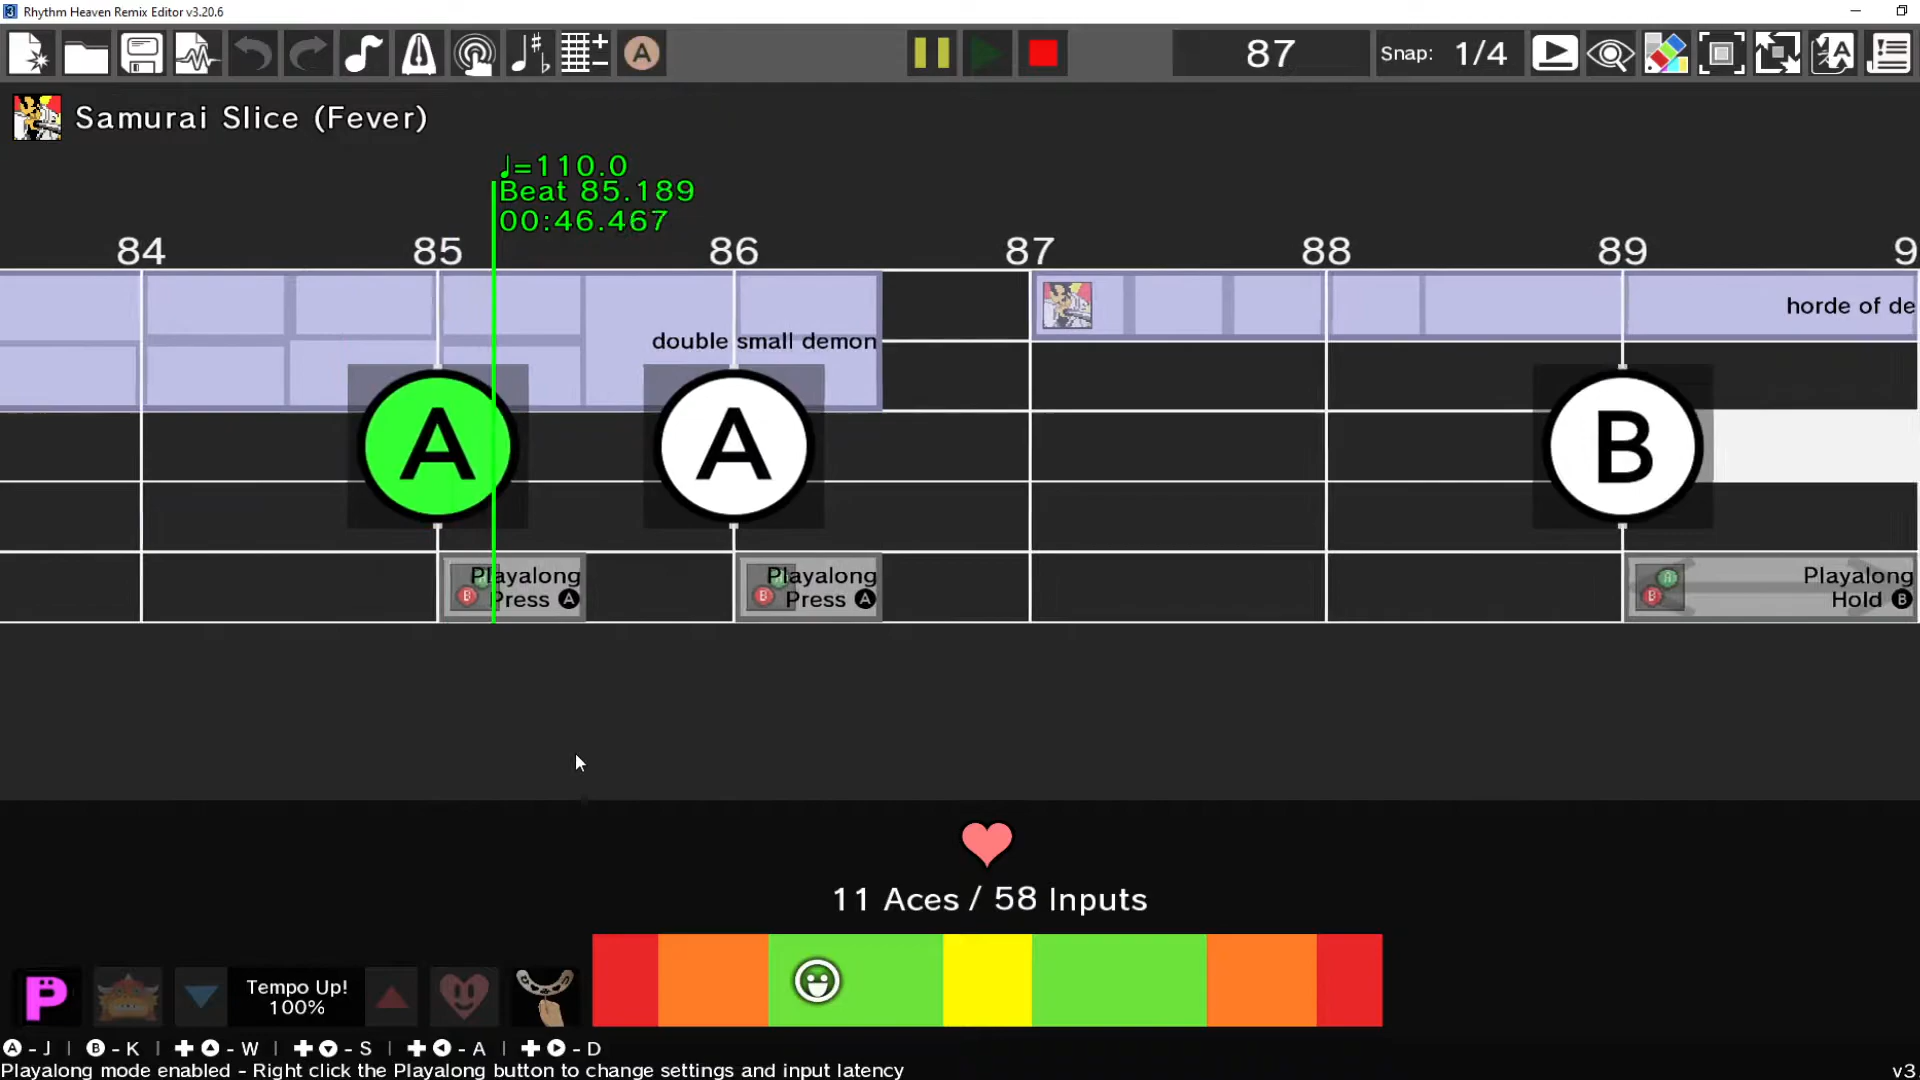 Rhythm Heaven Remix Editor v3.20.6
A
87
Snap: 1/4
A
Samurai Slice (Fever)
♩=110.0
Beat 85.189
00:46.467
84 85 86 87 88 89 9
horde of de
double small demon
A A B
Playalong
Press A
Playalong
Press A
Playalong
Hold B
11 Aces / 58 Inputs
P
Tempo Up!
100%
A - J | B - K | - W | - S | - A | - D
Playalong mode enabled - Right click the Playalong button to change settings and input latency
v3